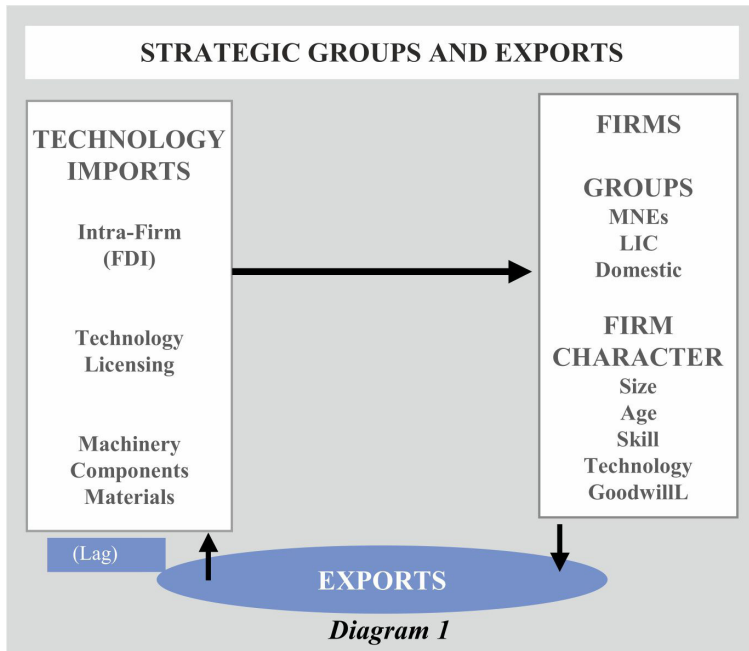 STRATEGIC GROUPS AND EXPORTS
TECHNOLOGY
IMPORTS
Intra-Firm
(FDI)
Technology
Licensing
Machinery
Components
Materials
(Lag)
FIRMS
GROUPS
MNEs
LIC
Domestic
FIRM
CHARACTER
Size
Age
Skill
Technology
GoodwillL
EXPORTS
Diagram 1